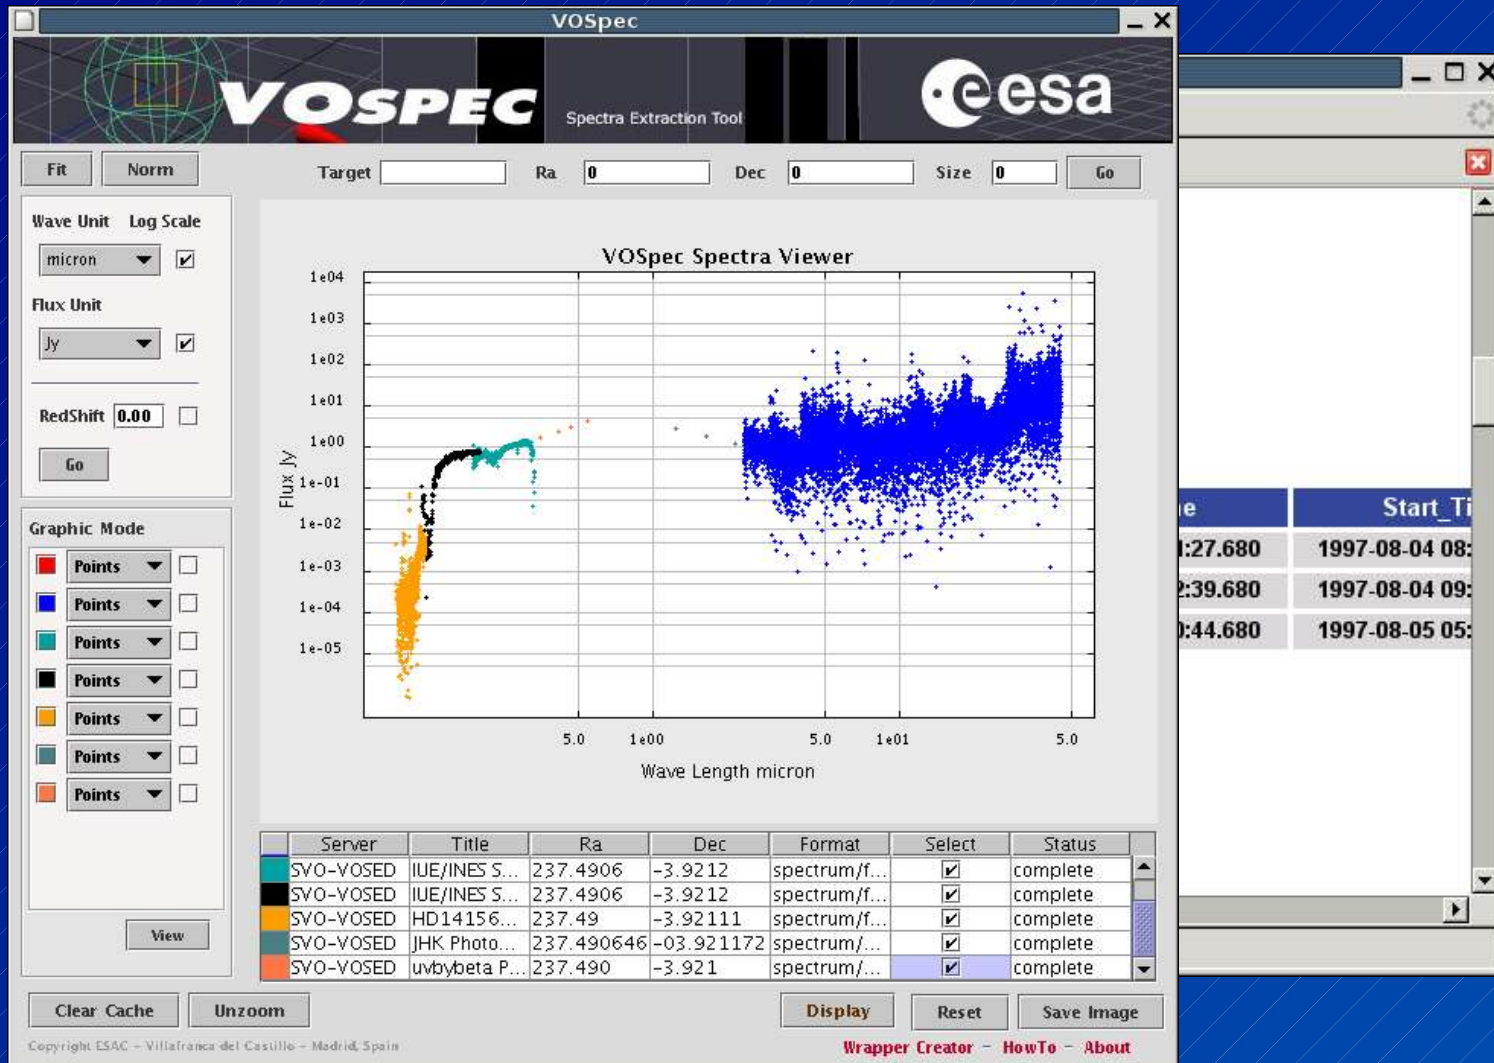 VOSpec
VOSPEC Spectra Extraction Tool esa
Fit Norm Target Ra 0 Dec 0 Size 0 Go
Wave Unit Log Scale
micron
Flux Unit
Jy
RedShift 0.00
Go
Graphic Mode
Points
Points
Points
Points
Points
Points
Points
View
VOSpec Spectra Viewer
1e04
1e03
1e02
1e01
1e00
1e-01
1e-02
1e-03
1e-04
1e-05
Flux Jy
5.0 1e00 5.0 1e01 5.0
Wave Length micron
Server Title Ra Dec Format Select Status
SVO-VOSED IUE/INES S... 237.4906 -3.9212 spectrum/f... complete
SVO-VOSED IUE/INES S... 237.4906 -3.9212 spectrum/f... complete
SVO-VOSED HD14156... 237.49 -3.92111 spectrum/f... complete
SVO-VOSED JHK Photo... 237.490646 -03.921172 spectrum/... complete
SVO-VOSED uvbybeta P... 237.490 -3.921 spectrum/... complete
Clear Cache Unzoom Display Reset Save Image
Copyright ESAC - Villafranca del Castillo - Madrid, Spain
Wrapper Creator - HowTo - About
e Start_Ti
:27.680 1997-08-04 08:
2:39.680 1997-08-04 09:
:44.680 1997-08-05 05: